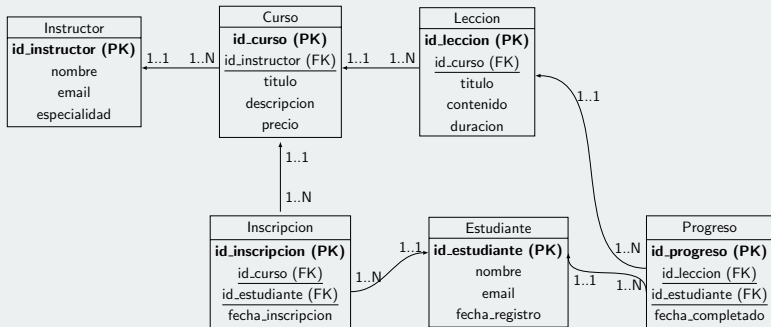 Instructor
id_instructor (PK)
nombre
email
especialidad
1..1
1..N
Curso
id_curso (PK)
id_instructor (FK)
titulo
descripcion
precio
1..1
1..N
Leccion
id_leccion (PK)
id_curso (FK)
titulo
contenido
duracion
1..1
1..1
1..N
Inscripcion
id_inscripcion (PK)
id_curso (FK)
id_estudiante (FK)
fecha_inscripcion
1..1
1..N
Estudiante
id_estudiante (PK)
nombre
email
fecha_registro
1..1
1..N
1..N
Progreso
id_progreso (PK)
id_leccion (FK)
id_estudiante (FK)
fecha_completado